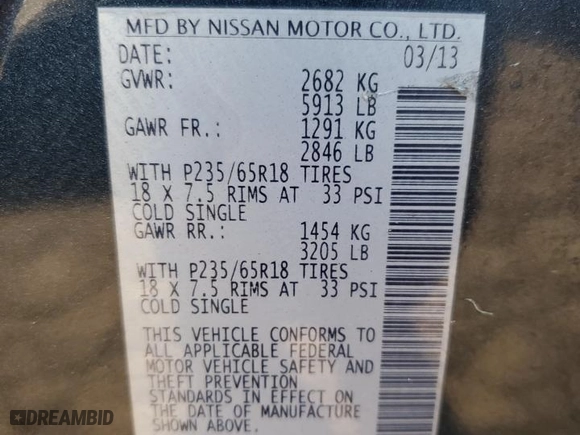 MFD BY NISSAN MOTOR CO., LTD.
DATE: 03/13
GVWR: 2682 KG
5913 LB
GAWR FR.: 1291 KG
2846 LB
WITH P235/65R18 TIRES
18 X 7.5 RIMS AT 33 PSI
COLD SINGLE
GAWR RR.: 1454 KG
3205 LB
WITH P235/65R18 TIRES
18 X 7.5 RIMS AT 33 PSI
COLD SINGLE
THIS VEHICLE CONFORMS TO
ALL APPLICABLE FEDERAL
MOTOR VEHICLE SAFETY AND
THEFT PREVENTION
STANDARDS IN EFFECT ON
THE DATE OF MANUFACTURE
SHOWN ABOVE.
DREAMBID